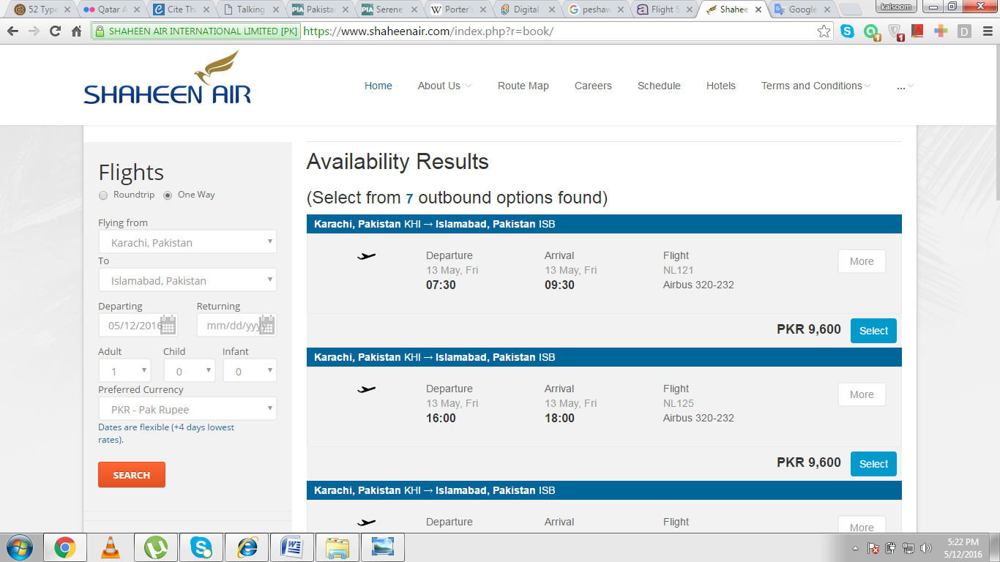 52 Type
Qatar A
Cite Thi
Talking
Pakistan
Serene
Porter's
Digital
peshaw
Flight S
Shahee
Google
kalsoom
SHAHEEN AIR INTERNATIONAL LIMITED [PK]
https://www.shaheenair.com/index.php?r=book/
SHAHEEN AIR
Home About Us Route Map Careers Schedule Hotels Terms and Conditions ...
Flights
Roundtrip One Way
Flying from
Karachi, Pakistan
To
Islamabad, Pakistan
Departing Returning
05/12/2016 mm/dd/yyyy
Adult Child Infant
1 0 0
Preferred Currency
PKR - Pak Rupee
Dates are flexible (+4 days lowest
rates).
SEARCH
Availability Results
(Select from 7 outbound options found)
Karachi, Pakistan KHI → Islamabad, Pakistan ISB
Departure Arrival Flight More
13 May, Fri 13 May, Fri NL121
07:30 09:30 Airbus 320-232
PKR 9,600 Select
Karachi, Pakistan KHI → Islamabad, Pakistan ISB
Departure Arrival Flight More
13 May, Fri 13 May, Fri NL125
16:00 18:00 Airbus 320-232
PKR 9,600 Select
Karachi, Pakistan KHI → Islamabad, Pakistan ISB
Departure Arrival Flight More
5:22 PM
5/12/2016